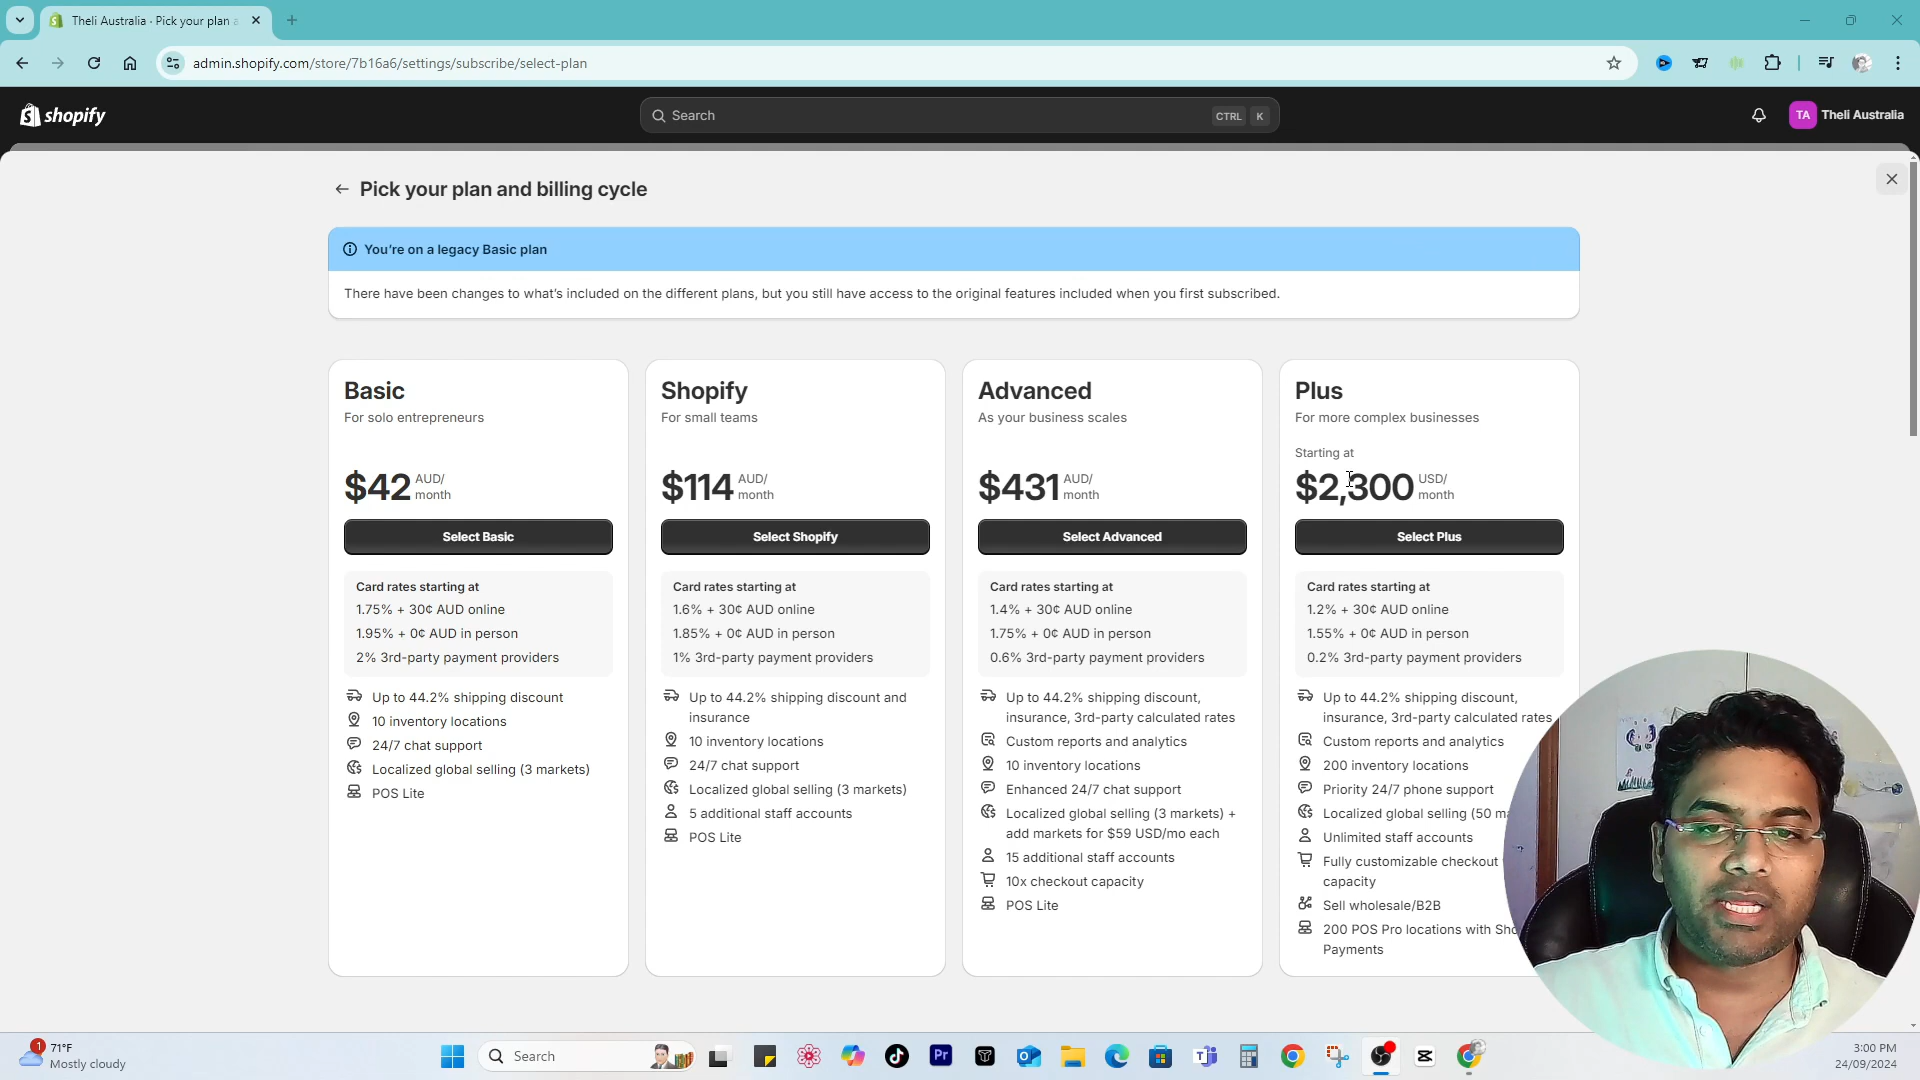 Theli Australia · Pick your plan a
admin.shopify.com/store/7b16a6/settings/subscribe/select-plan
shopify
Search
CTRL K
TA
Theli Australia
Pick your plan and billing cycle
You're on a legacy Basic plan
There have been changes to what's included on the different plans, but you still have access to the original features included when you first subscribed.
Basic
For solo entrepreneurs
$42 AUD/
month
Select Basic
Card rates starting at
1.75% + 30¢ AUD online
1.95% + 0¢ AUD in person
2% 3rd-party payment providers
Up to 44.2% shipping discount
10 inventory locations
24/7 chat support
Localized global selling (3 markets)
POS Lite
Shopify
For small teams
$114 AUD/
month
Select Shopify
Card rates starting at
1.6% + 30¢ AUD online
1.85% + 0¢ AUD in person
1% 3rd-party payment providers
Up to 44.2% shipping discount and
insurance
10 inventory locations
24/7 chat support
Localized global selling (3 markets)
5 additional staff accounts
POS Lite
Advanced
As your business scales
$431 AUD/
month
Select Advanced
Card rates starting at
1.4% + 30¢ AUD online
1.75% + 0¢ AUD in person
0.6% 3rd-party payment providers
Up to 44.2% shipping discount,
insurance, 3rd-party calculated rates
Custom reports and analytics
10 inventory locations
Enhanced 24/7 chat support
Localized global selling (3 markets) +
add markets for $59 USD/mo each
15 additional staff accounts
10x checkout capacity
POS Lite
Plus
For more complex businesses
Starting at
$2,300 USD/
month
Select Plus
Card rates starting at
1.2% + 30¢ AUD online
1.55% + 0¢ AUD in person
0.2% 3rd-party payment providers
Up to 44.2% shipping discount,
insurance, 3rd-party calculated rates
Custom reports and analytics
200 inventory locations
Priority 24/7 phone support
Localized global selling (50 ma
Unlimited staff accounts
Fully customizable checkout
capacity
Sell wholesale/B2B
200 POS Pro locations with Sho
Payments
1
71°F
Mostly cloudy
Search
Pr
3:00 PM
24/09/2024